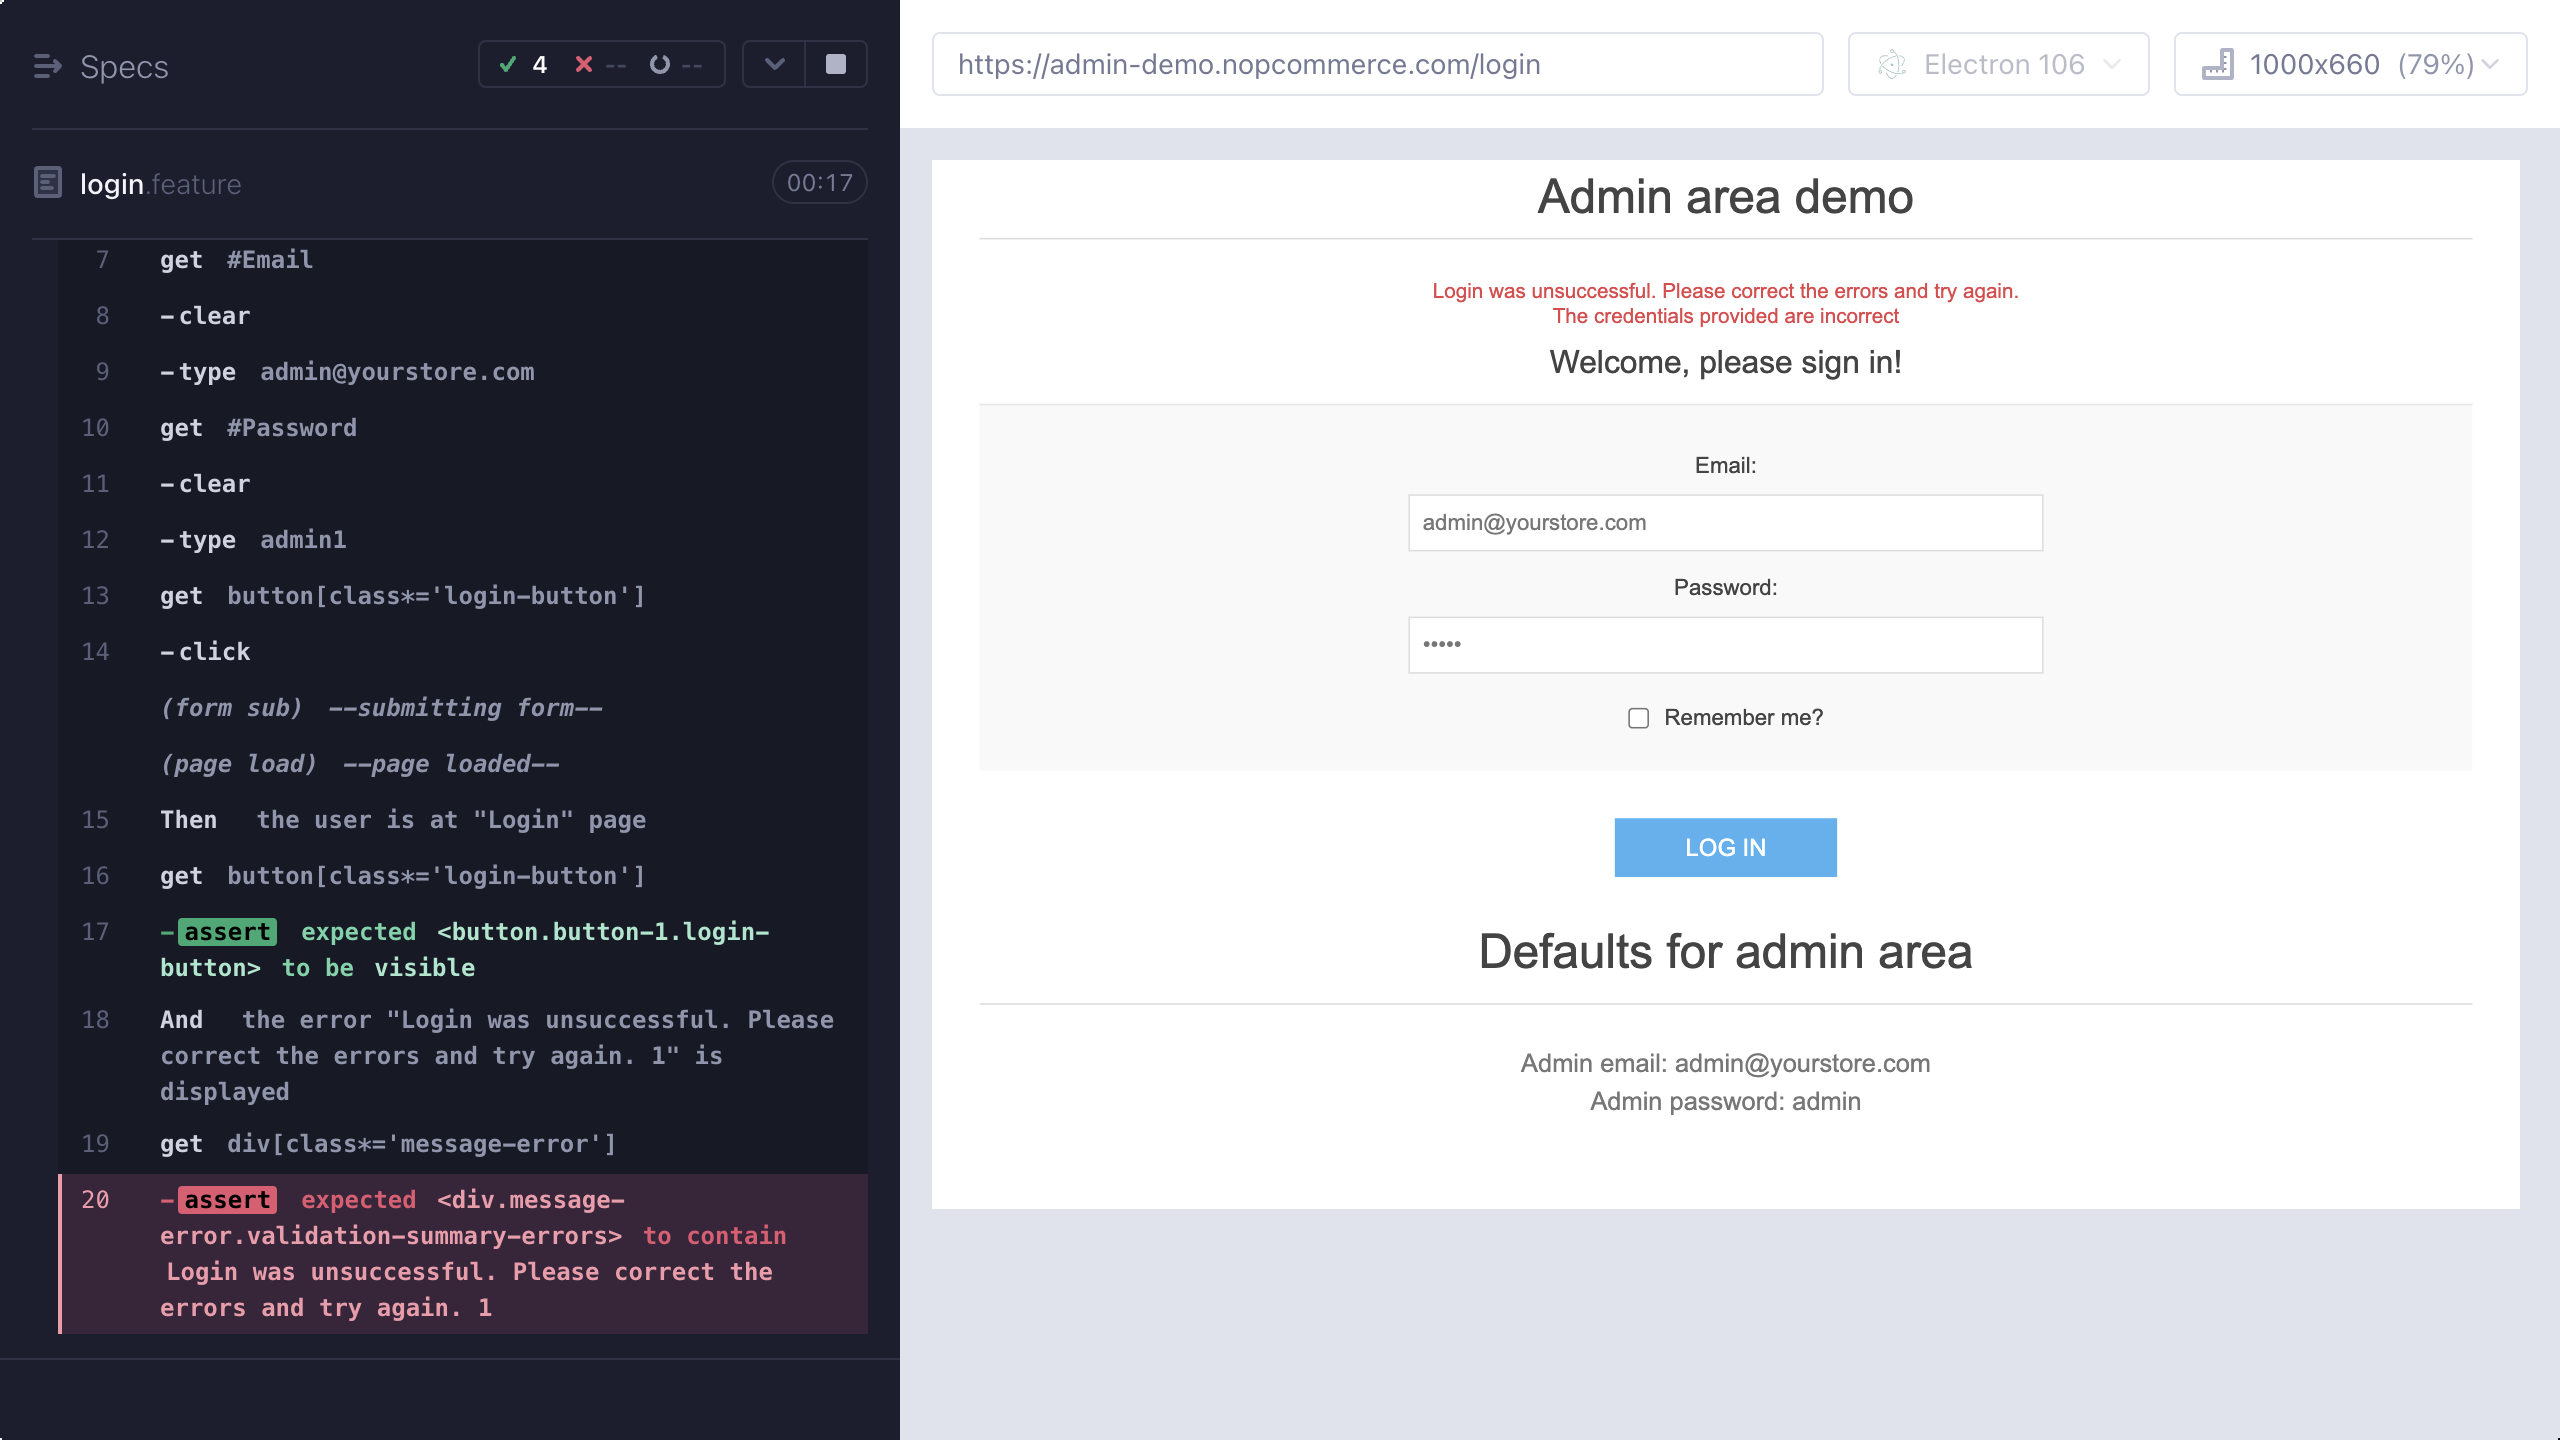 Specs
4 -- --
login.feature
00:17
7 get #Email
8 -clear
9 -type admin@yourstore.com
10 get #Password
11 -clear
12 -type admin1
13 get button[class*='login-button']
14 -click
(form sub) --submitting form--
(page load) --page loaded--
15 Then the user is at "Login" page
16 get button[class*='login-button']
17 -assert expected <button.button-1.login-
button> to be visible
18 And the error "Login was unsuccessful. Please
correct the errors and try again. 1" is
displayed
19 get div[class*='message-error']
20 -assert expected <div.message-
error.validation-summary-errors> to contain
Login was unsuccessful. Please correct the
errors and try again. 1
https://admin-demo.nopcommerce.com/login
Electron 106
1000x660 (79%)
Admin area demo
Login was unsuccessful. Please correct the errors and try again.
The credentials provided are incorrect
Welcome, please sign in!
Email:
admin@yourstore.com
Password:
•••••
Remember me?
LOG IN
Defaults for admin area
Admin email: admin@yourstore.com
Admin password: admin